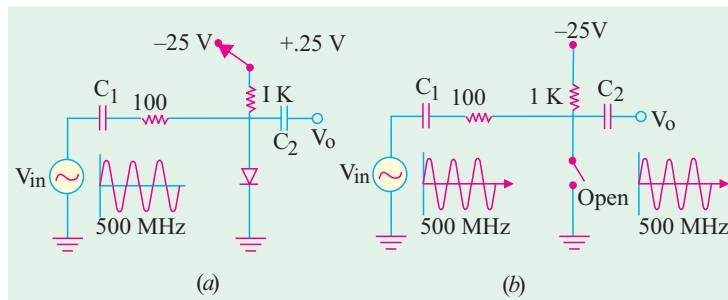 –25 V +.25 V
C1 100 I K
C2 Vo
Vin
500 MHz
(a)
–25V
C1 100 1 K C2
Vo
Vin
Open
500 MHz 500 MHz
(b)